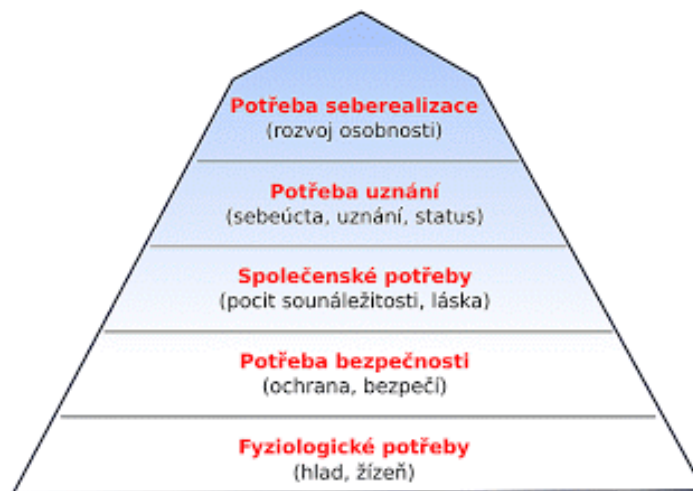 Potřeba seberealizace
(rozvoj osobnosti)
Potřeba uznání
(sebeúcta, uznání, status)
Společenské potřeby
(pocit sounáležitosti, láska)
Potřeba bezpečnosti
(ochrana, bezpečí)
Fyziologické potřeby
(hlad, žízeň)